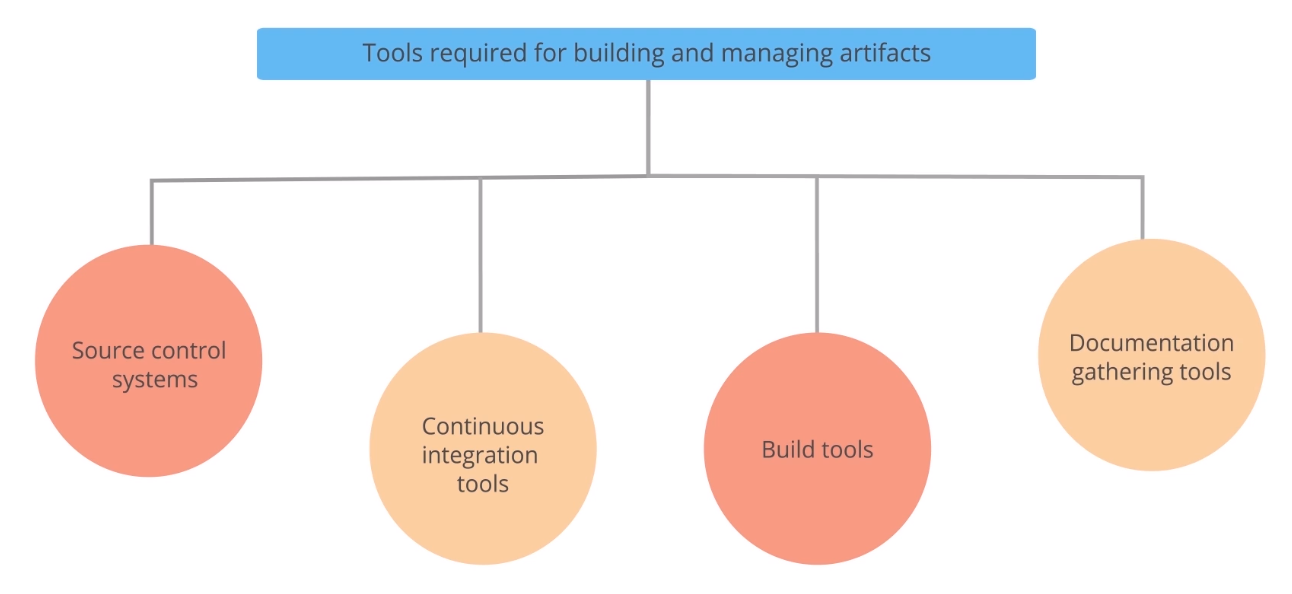 Tools required for building and managing artifacts
Source control
systems
Continuous
integration
tools
Build tools
Documentation
gathering tools